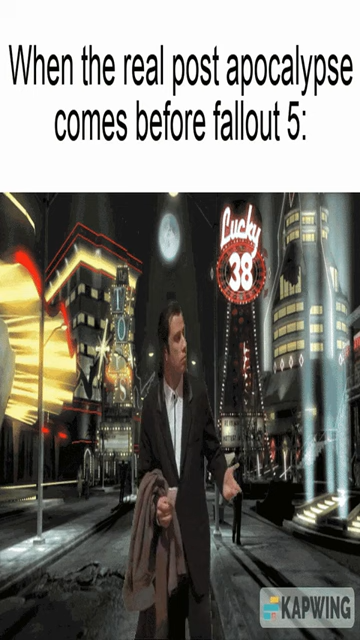 When the real post apocalypse
comes before fallout 5:
Lucky
38
TOPS
KAPWING